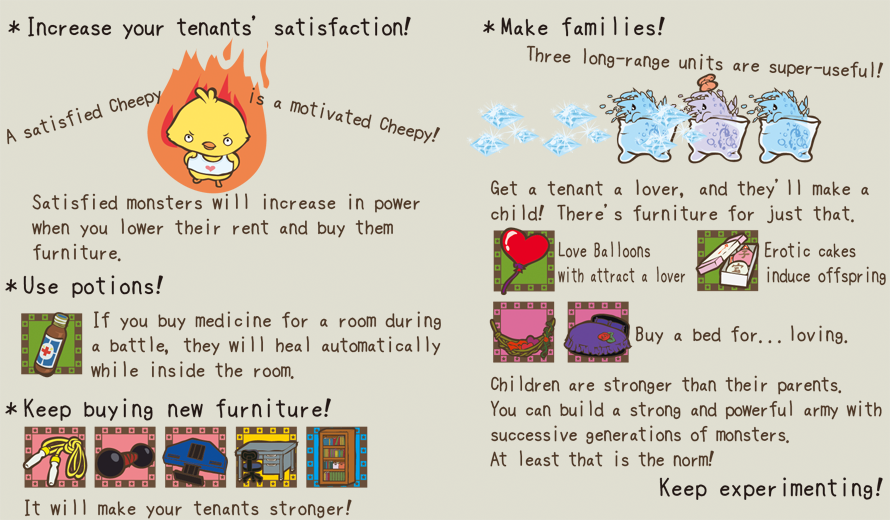 *Increase your tenants' satisfaction!
A satisfied Cheepy is a motivated Cheepy!
Satisfied monsters will increase in power
when you lower their rent and buy them
furniture.
*Use potions!
If you buy medicine for a room during
a battle, they will heal automatically
while inside the room.
*Keep buying new furniture!
It will make your tenants stronger!
*Make families!
Three long-range units are super-useful!
Get a tenant a lover, and they'll make a
child! There's furniture for just that.
Love Balloons
with attract a lover
Erotic cakes
induce offspring
Buy a bed for...loving.
Children are stronger than their parents.
You can build a strong and powerful army with
successive generations of monsters.
At least that is the norm!
Keep experimenting!